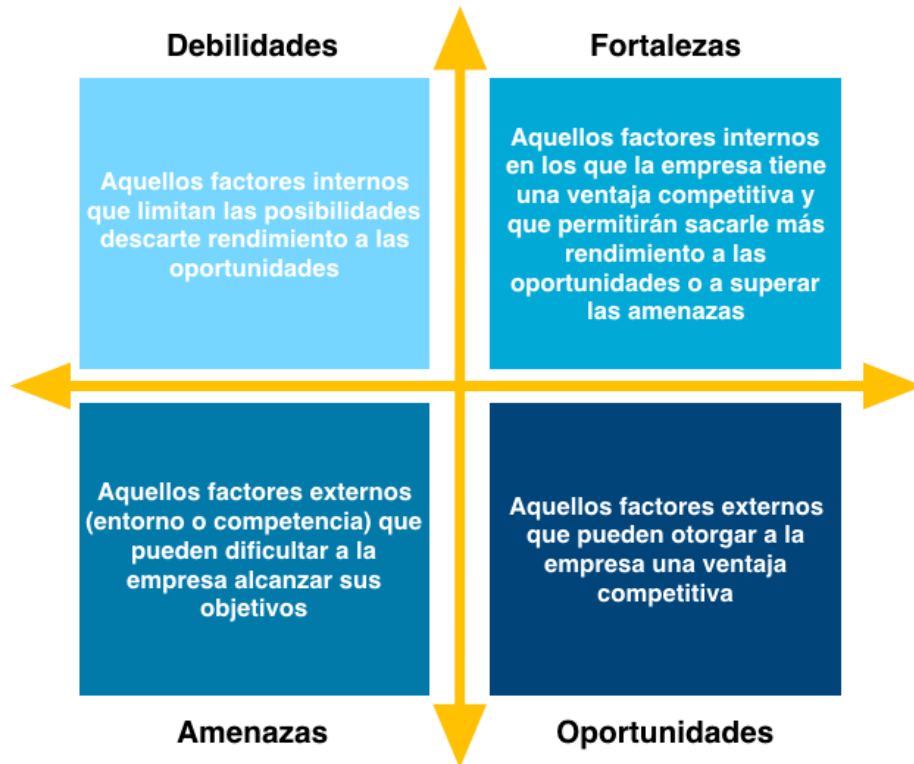 Debilidades
Aquellos factores internos
que limitan las posibilidades
descarte rendimiento a las
oportunidades
Fortalezas
Aquellos factores internos
en los que la empresa tiene
una ventaja competitiva y
que permitirán sacarle más
rendimiento a las
oportunidades o a superar
las amenazas
Aquellos factores externos
(entorno o competencia) que
pueden dificultar a la
empresa alcanzar sus
objetivos
Amenazas
Aquellos factores externos
que pueden otorgar a la
empresa una ventaja
competitiva
Oportunidades